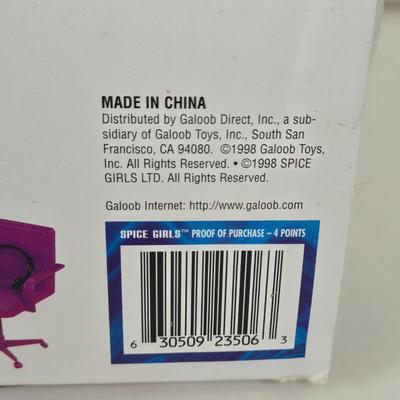 MADE IN CHINA
Distributed by Galoob Direct, Inc., a sub-
sidiary of Galoob Toys, Inc., South San
Francisco, CA 94080. ©1998 Galoob Toys,
Inc. All Rights Reserved. • ©1998 SPICE
GIRLS LTD. All Rights Reserved.
Galoob Internet: http://www.galoob.com
SPICE GIRLS™ PROOF OF PURCHASE – 4 POINTS
6 30509 23506 3